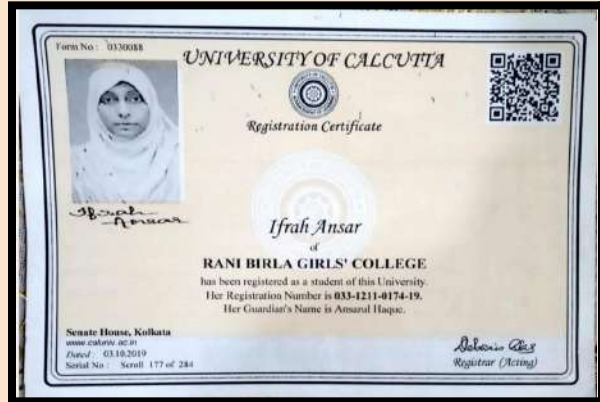 Form No : 0330088
UNIVERSITY OF CALCUTTA
Registration Certificate
Ifrah Ansar
Ifrah Ansar
of
RANI BIRLA GIRLS' COLLEGE
has been registered as a student of this University.
Her Registration Number is 033-1211-0174-19.
Her Guardian's Name is Ansarul Haque.
Senate House, Kolkata
www.caluniv.ac.in
Dated : 03.10.2019
Serial No : Scroll 177 of 284
Registrar (Acting)